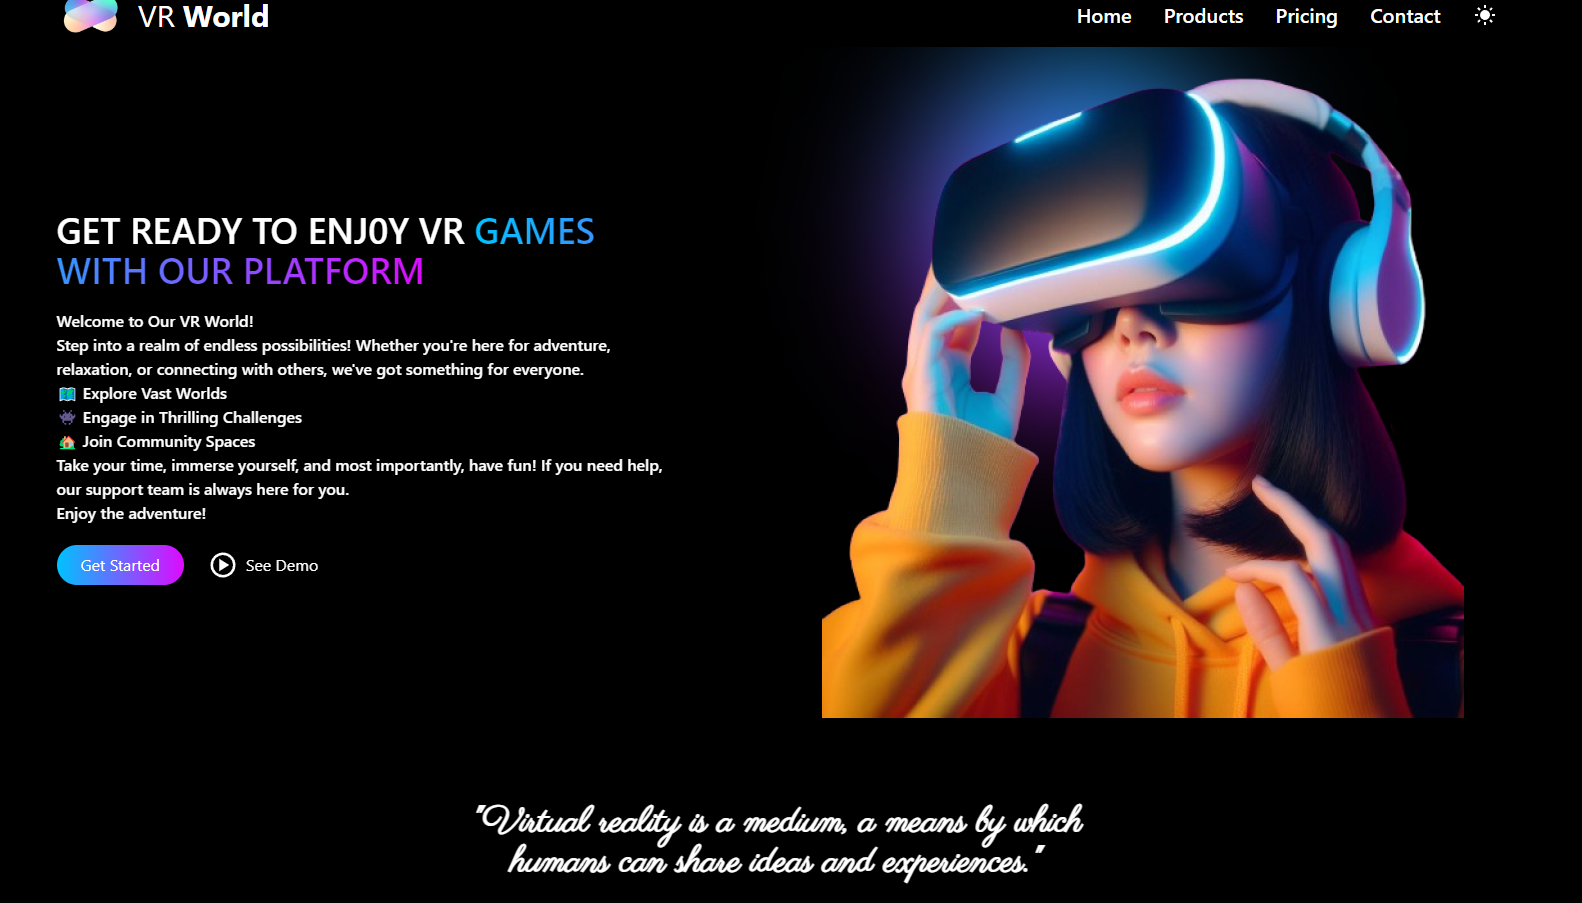 VR World
Home Products Pricing Contact
GET READY TO ENJ0Y VR GAMES
WITH OUR PLATFORM
Welcome to Our VR World!
Step into a realm of endless possibilities! Whether you're here for adventure,
relaxation, or connecting with others, we've got something for everyone.
🗺️ Explore Vast Worlds
👾 Engage in Thrilling Challenges
🏡 Join Community Spaces
Take your time, immerse yourself, and most importantly, have fun! If you need help,
our support team is always here for you.
Enjoy the adventure!
Get Started See Demo
"Virtual reality is a medium, a means by which
humans can share ideas and experiences."